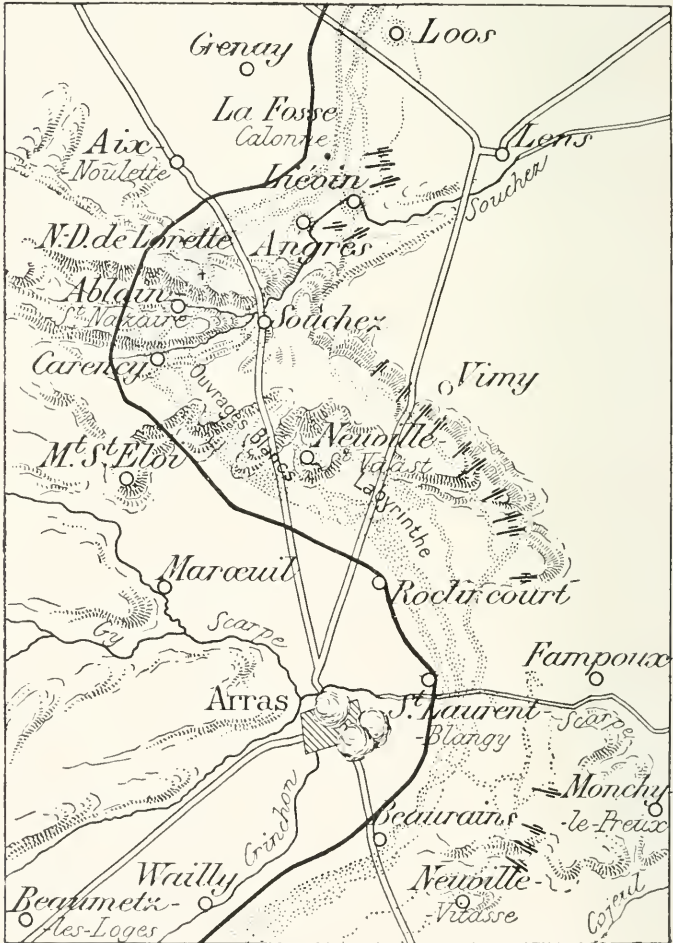 Loos
Grenay
La Fosse
Calonne
Aix-
-Noulette
Lens
Liévin
Souchez
N-D. de Lorette
Angres
Ablain-
-St Nazaire
Souchez
Carency
Vimy
Ouvrages Blancs
Neuville-
St Vaast
Mt St Eloi
Labyrinthe
Marœuil
Roclincourt
Gy
Scarpe
Fampoux
Arras
St Laurent-
-Blangy
Scarpe
Monchy-
-le-Preux
Crinchon
Beaurains
Wailly
Neuville-
-Vitasse
Beaumetz-
-les-Loges
Cojeul